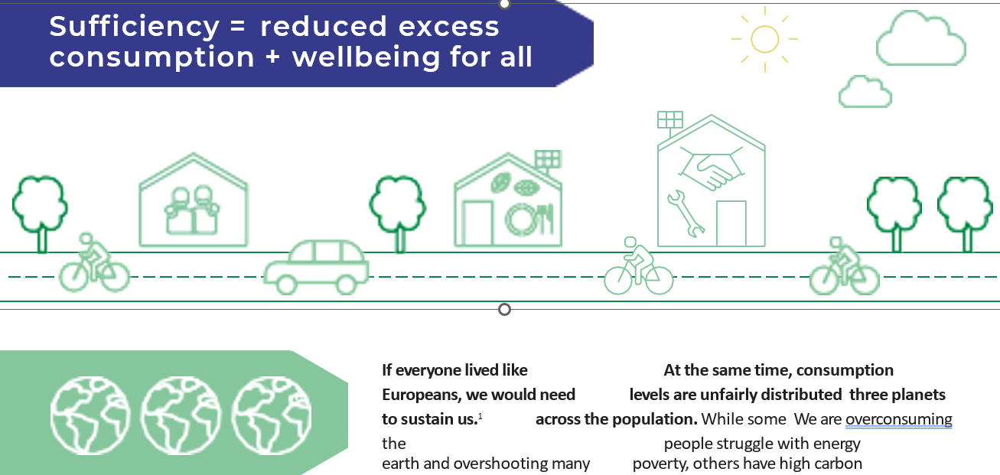 Sufficiency = reduced excess
consumption + wellbeing for all
If everyone lived like At the same time, consumption
Europeans, we would need levels are unfairly distributed three planets
to sustain us.1 across the population. While some We are overconsuming
the people struggle with energy
earth and overshooting many poverty, others have high carbon